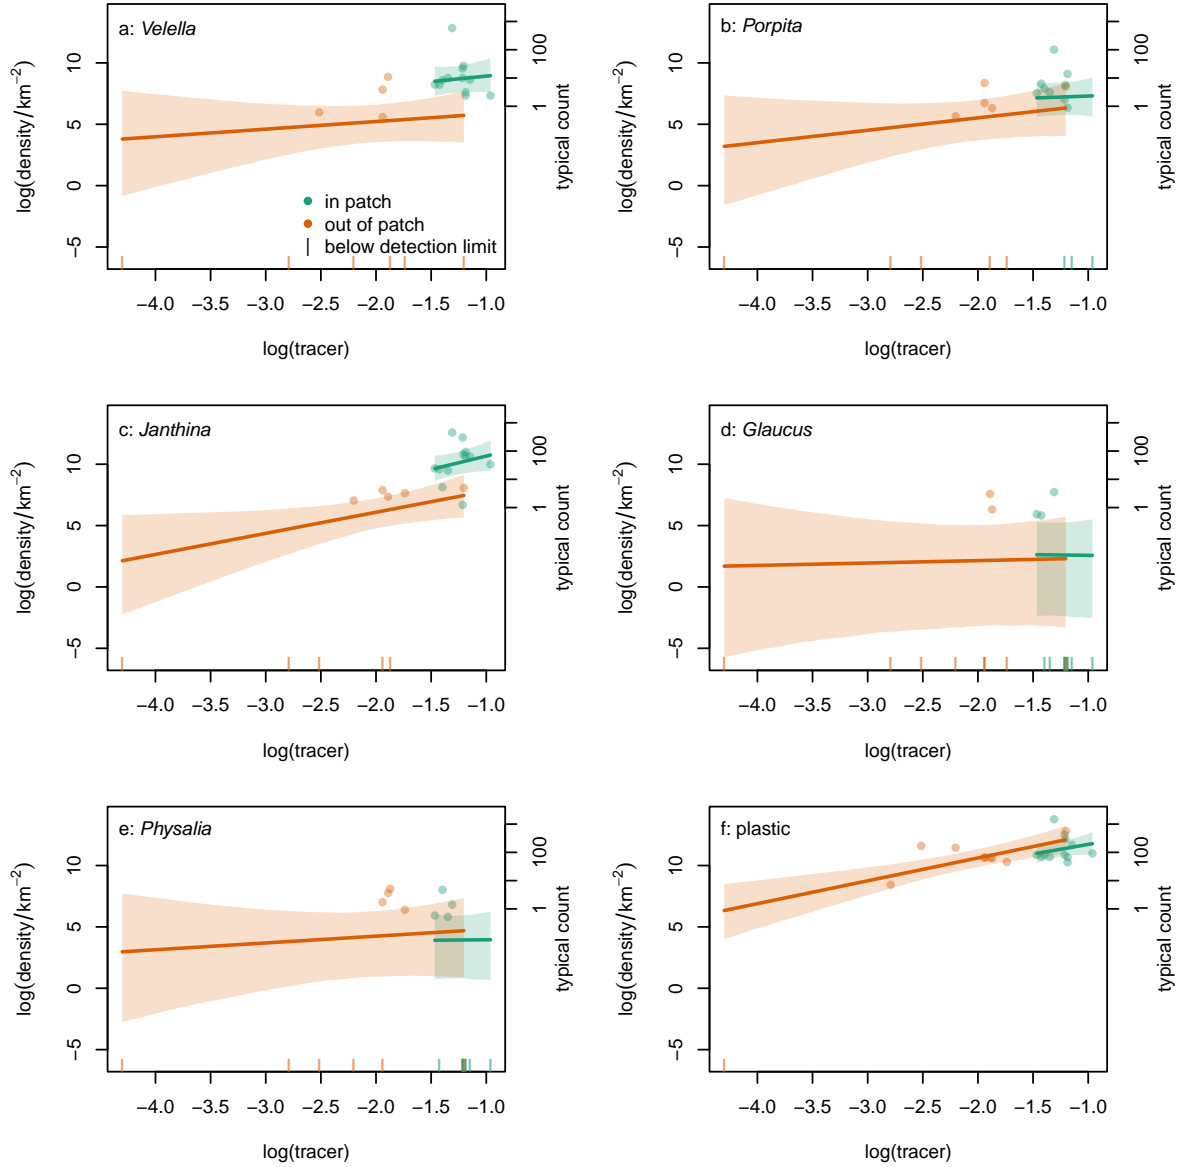 a: Velella
log(density/km−2)
10
5
0
−5
100
1
typical count
in patch
out of patch
below detection limit
−4.0 −3.5 −3.0 −2.5 −2.0 −1.5 −1.0
log(tracer)
b: Porpita
log(density/km−2)
10
5
0
−5
100
1
typical count
−4.0 −3.5 −3.0 −2.5 −2.0 −1.5 −1.0
log(tracer)
c: Janthina
log(density/km−2)
10
5
0
−5
100
1
typical count
−4.0 −3.5 −3.0 −2.5 −2.0 −1.5 −1.0
log(tracer)
d: Glaucus
log(density/km−2)
10
5
0
−5
100
1
typical count
−4.0 −3.5 −3.0 −2.5 −2.0 −1.5 −1.0
log(tracer)
e: Physalia
log(density/km−2)
10
5
0
−5
100
1
typical count
−4.0 −3.5 −3.0 −2.5 −2.0 −1.5 −1.0
log(tracer)
f: plastic
log(density/km−2)
10
5
0
−5
100
1
typical count
−4.0 −3.5 −3.0 −2.5 −2.0 −1.5 −1.0
log(tracer)